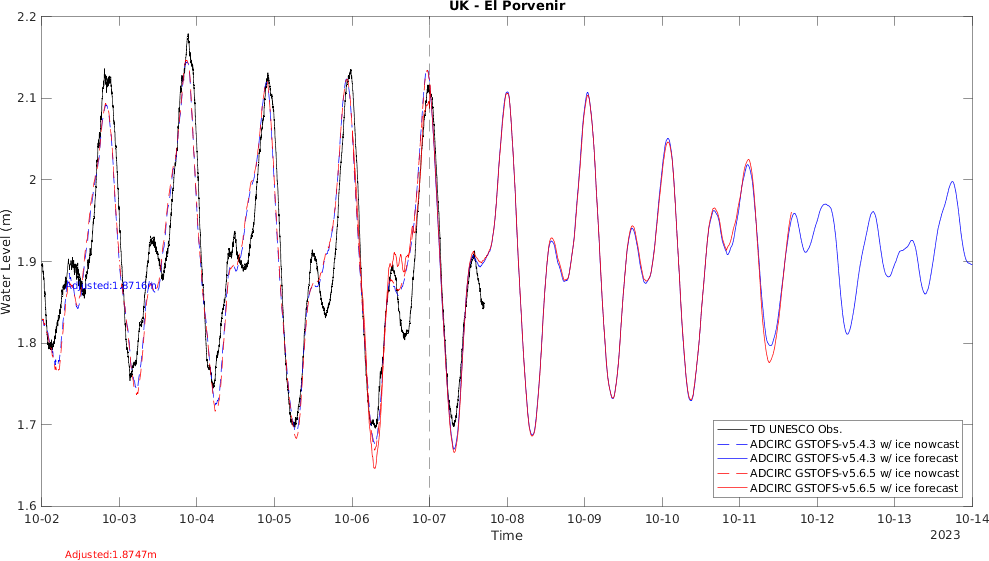 UK - El Porvenir
2.2
2.1
2
1.9
1.8
1.7
1.6
Water Level (m)
Adjusted:1.8716m
TD UNESCO Obs.
ADCIRC GSTOFS-v5.4.3 w/ ice nowcast
ADCIRC GSTOFS-v5.4.3 w/ ice forecast
ADCIRC GSTOFS-v5.6.5 w/ ice nowcast
ADCIRC GSTOFS-v5.6.5 w/ ice forecast
10-02 10-03 10-04 10-05 10-06 10-07 10-08 10-09 10-10 10-11 10-12 10-13 10-14
Time
2023
Adjusted:1.8747m